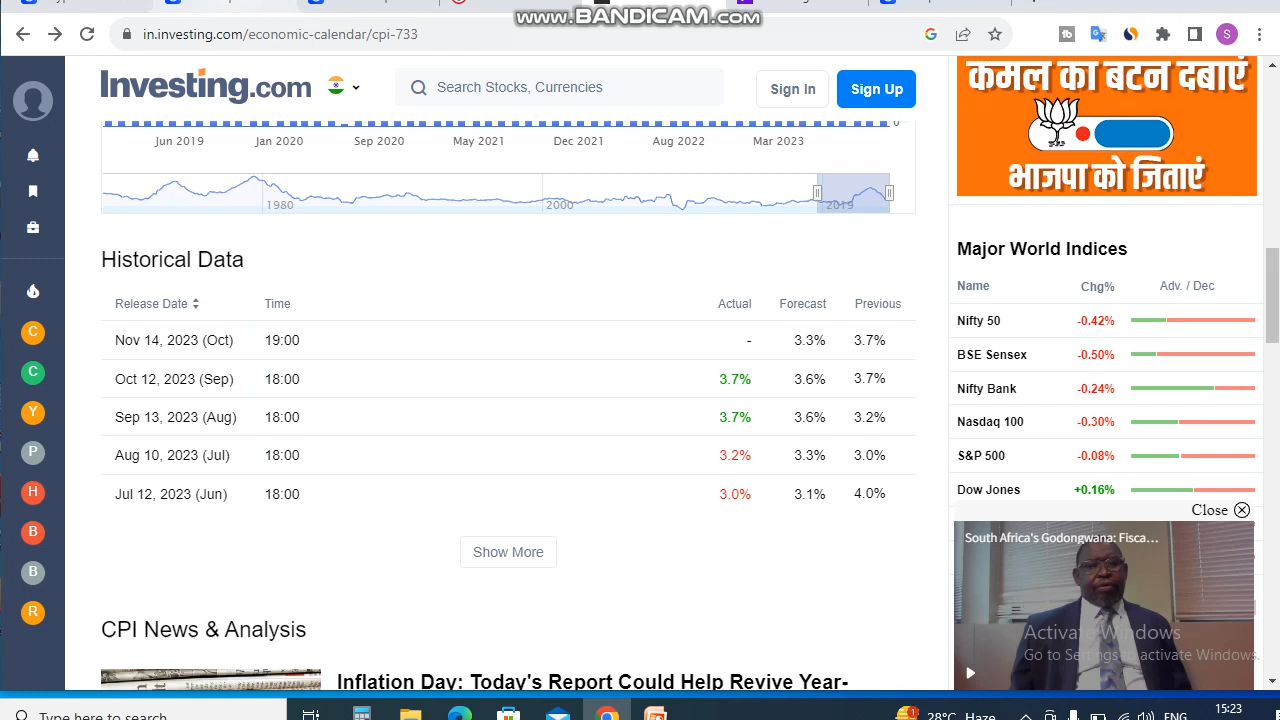 www.BANDICAM.com
in.investing.com/economic-calendar/cpi-733
S
Investing.com
Search Stocks, Currencies
Sign In
Sign Up
कमल का बटन दबाएं
भाजपा को जिताएं
0
Jun 2019
Jan 2020
Sep 2020
May 2021
Dec 2021
Aug 2022
Mar 2023
1980
2000
2019
Historical Data
Release Date
Time
Actual
Forecast
Previous
Nov 14, 2023 (Oct) 19:00 - 3.3% 3.7%
Oct 12, 2023 (Sep) 18:00 3.7% 3.6% 3.7%
Sep 13, 2023 (Aug) 18:00 3.7% 3.6% 3.2%
Aug 10, 2023 (Jul) 18:00 3.2% 3.3% 3.0%
Jul 12, 2023 (Jun) 18:00 3.0% 3.1% 4.0%
Show More
CPI News & Analysis
Inflation Day: Today's Report Could Help Revive Year-
C
C
Y
P
H
B
B
R
Major World Indices
Name Chg% Adv. / Dec
Nifty 50 -0.42%
BSE Sensex -0.50%
Nifty Bank -0.24%
Nasdaq 100 -0.30%
S&P 500 -0.08%
Dow Jones +0.16%
Close
South Africa's Godongwana: Fisca...
Activate Windows
Go to Settings to activate Windows.
Type here to search
1
28°C Haze
ENG
15:23